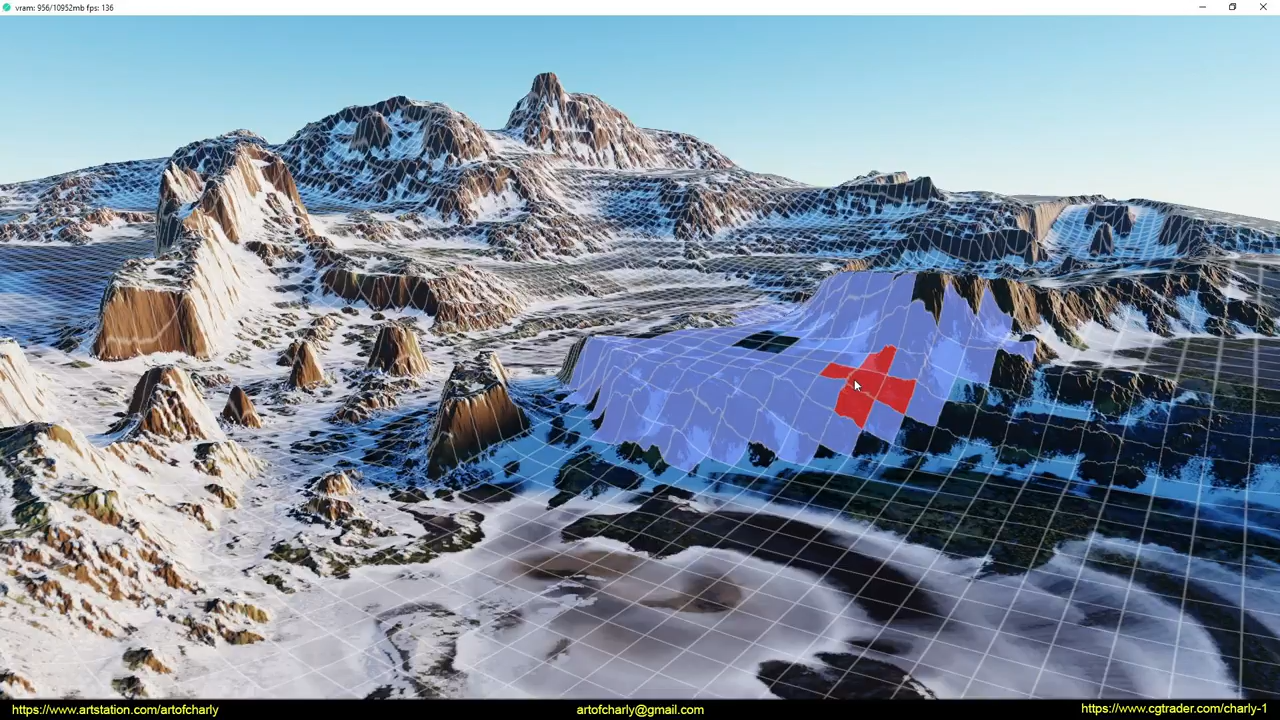 vram: 956/10952mb fps: 136
https://www.artstation.com/artofcharly
artofcharly@gmail.com
https://www.cgtrader.com/charly-1